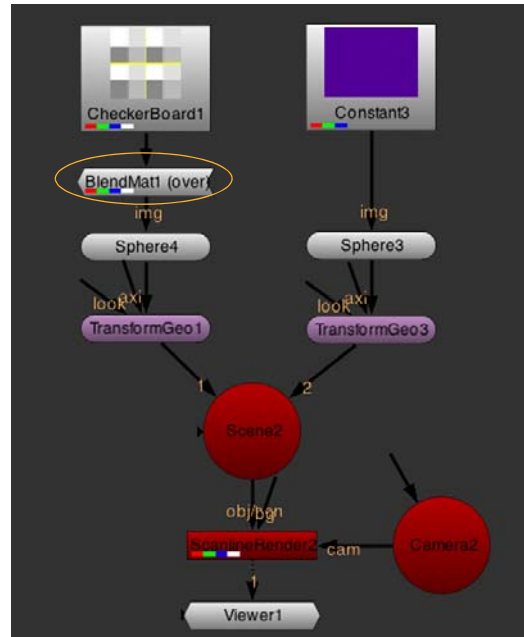 CheckerBoard1
Constant3
BlendMat1 (over)
img
img
Sphere4
Sphere3
look
axi
look
axi
TransformGeo1
TransformGeo3
1
2
Scene2
obj/
bg
ScanlineRender2
cam
Camera2
1
Viewer1